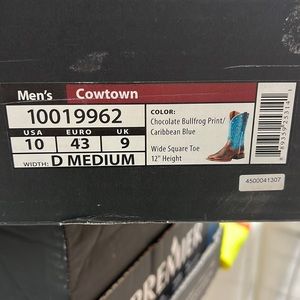 Men's Cowtown
10019962
USA EURO UK
10 43 9
WIDTH: D MEDIUM
COLOR:
Chocolate Bullfrog Print/
Caribbean Blue
Wide Square Toe
12" Height
4500041307
PREMIER